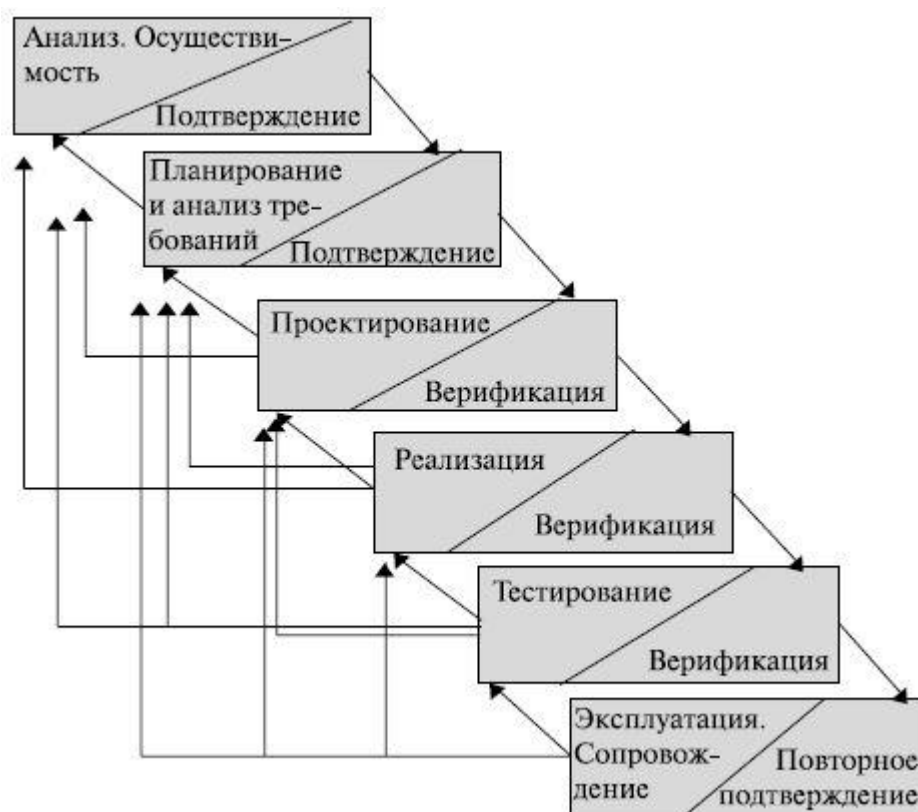 Анализ. Осуществи-
мость
Подтверждение
Планирование
и анализ тре-
бований
Подтверждение
Проектирование
Верификация
Реализация
Верификация
Тестирование
Верификация
Эксплуатация.
Сопровож-
дение
Повторное
подтверждение